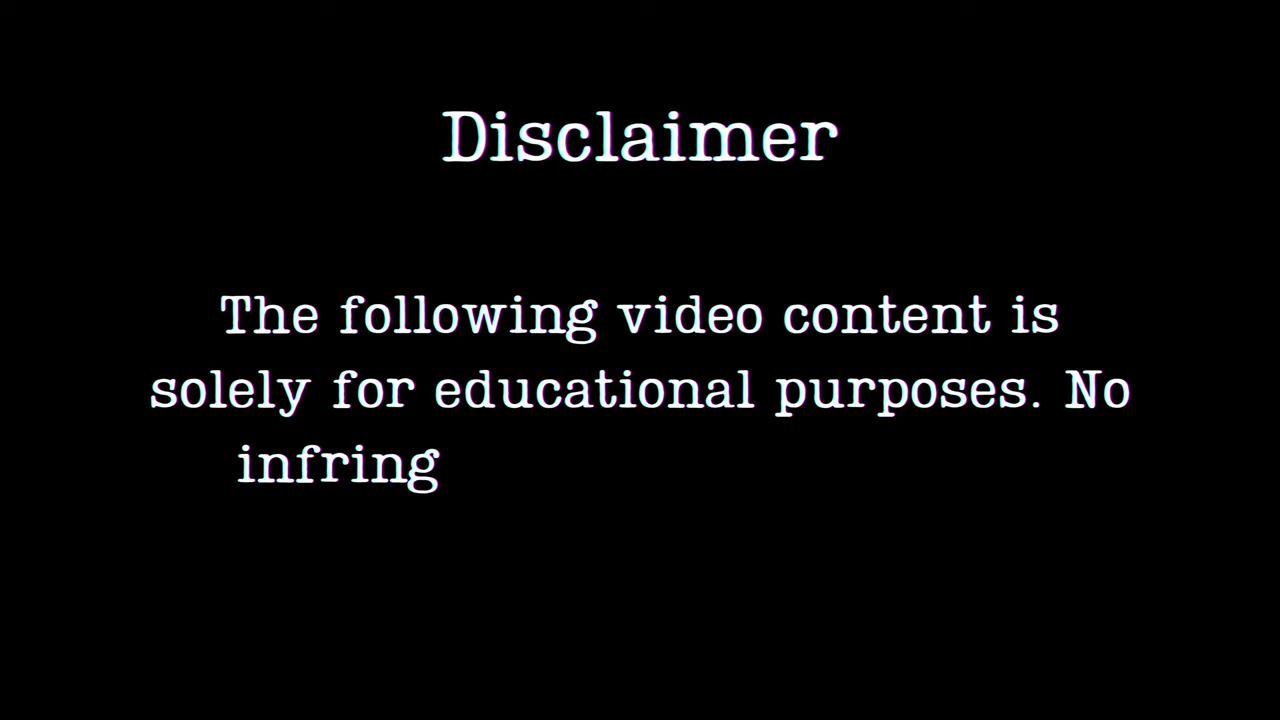 Disclaimer
The following video content is
solely for educational purposes. No
infring